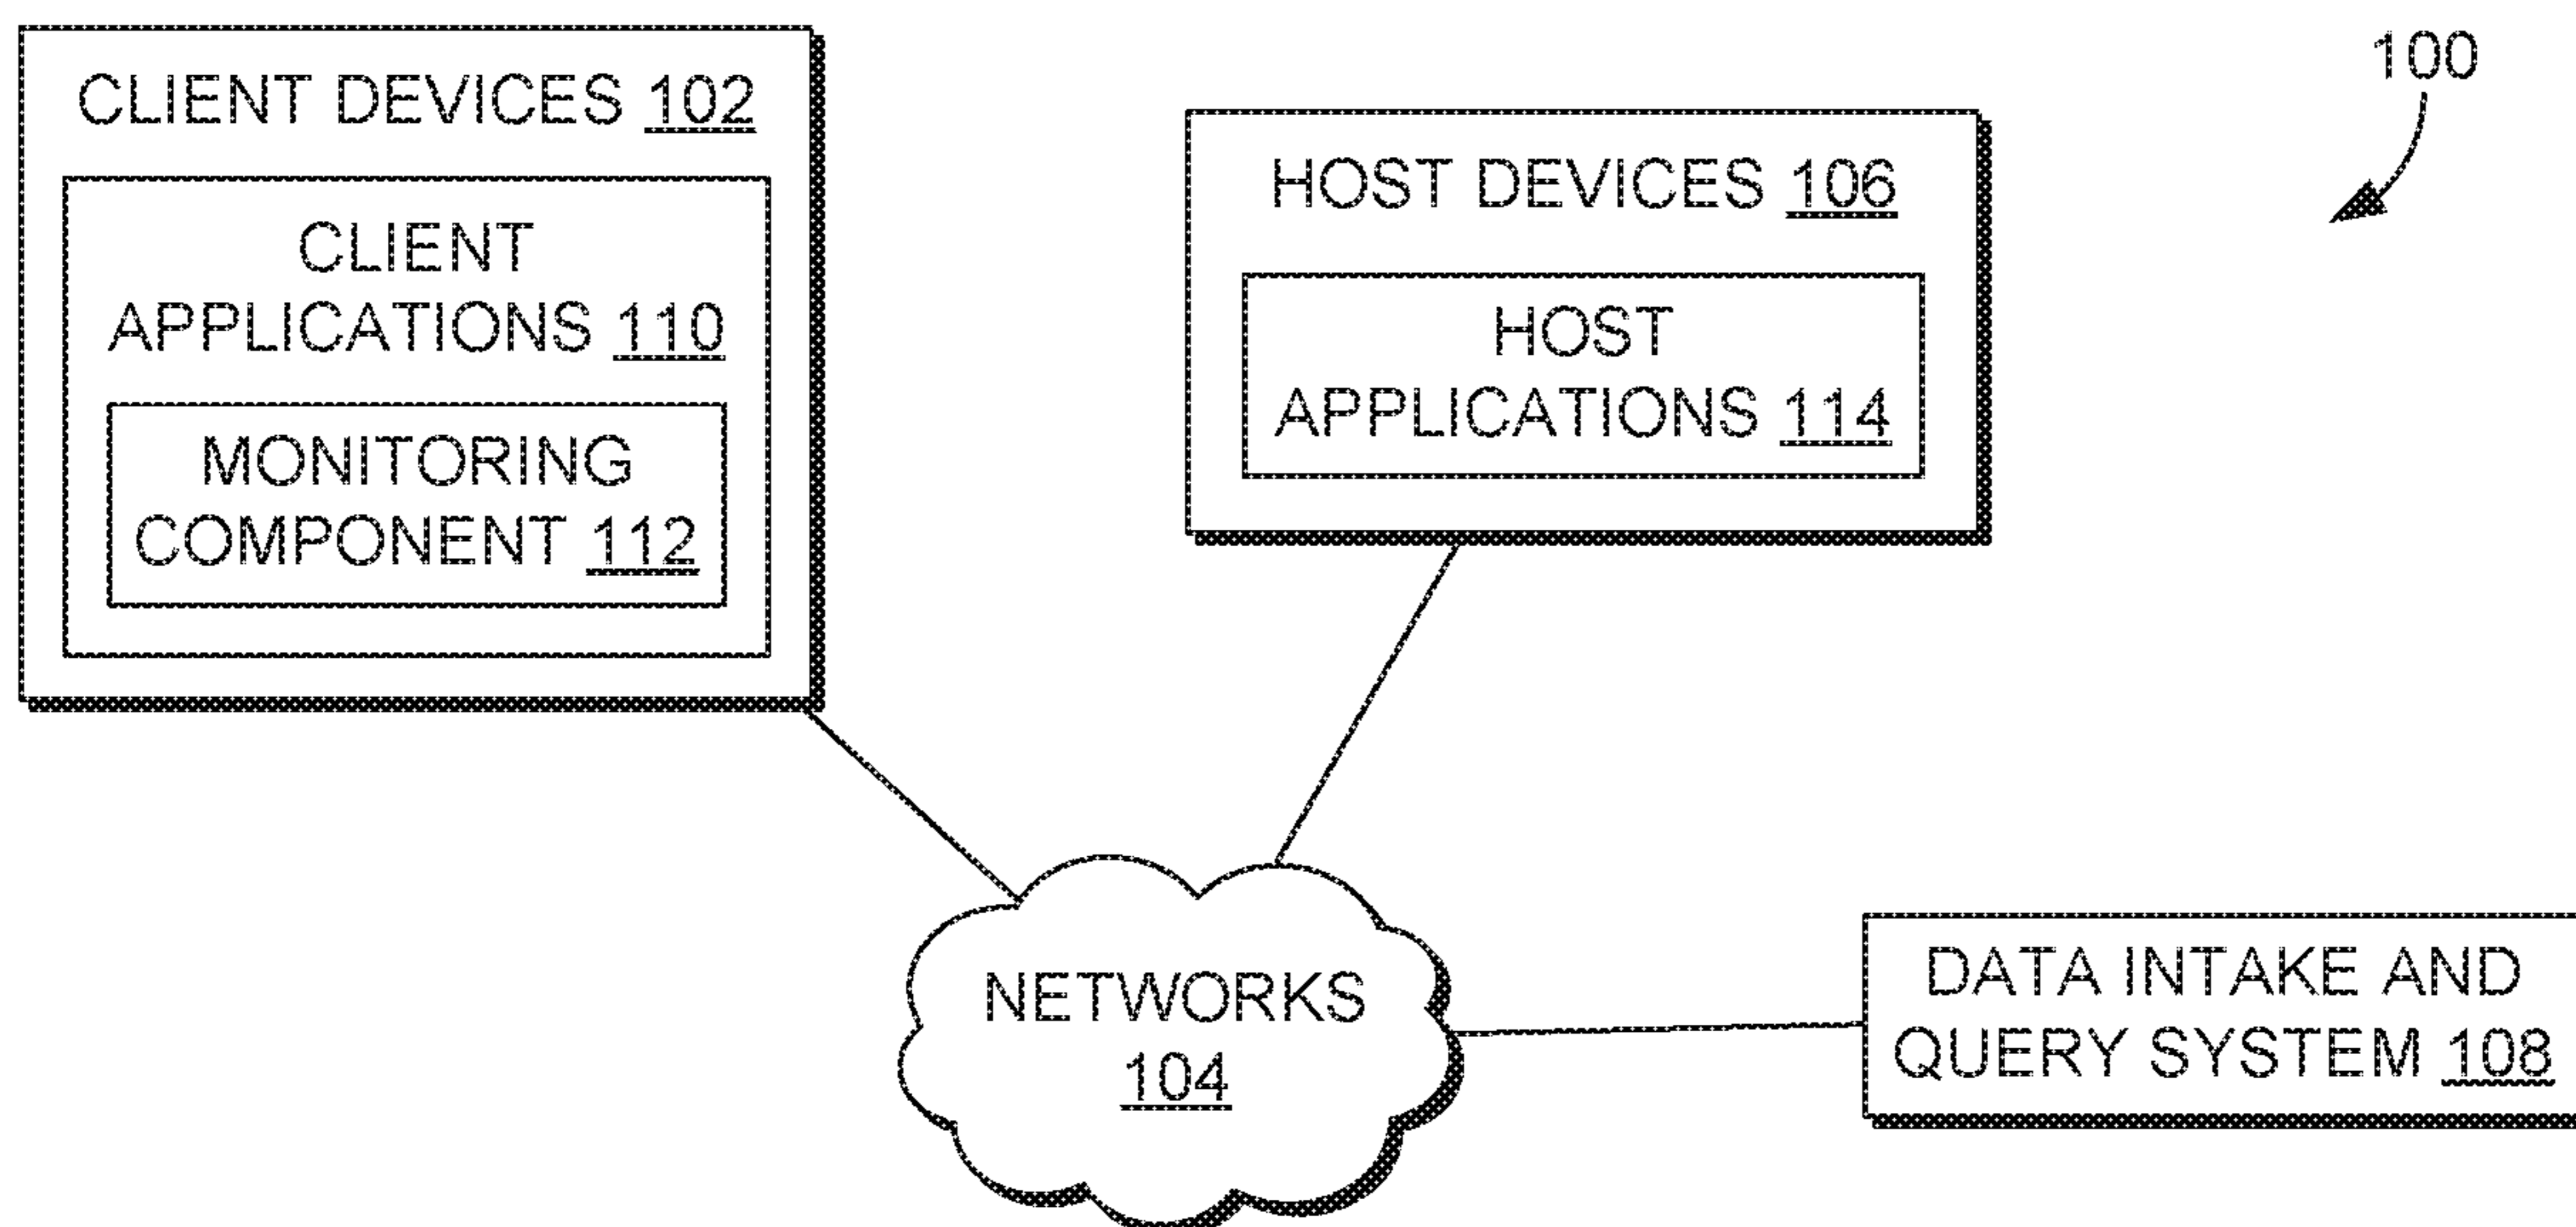 100
CLIENT DEVICES 102
CLIENT
APPLICATIONS 110
MONITORING
COMPONENT 112
HOST DEVICES 106
HOST
APPLICATIONS 114
NETWORKS
104
DATA INTAKE AND
QUERY SYSTEM 108